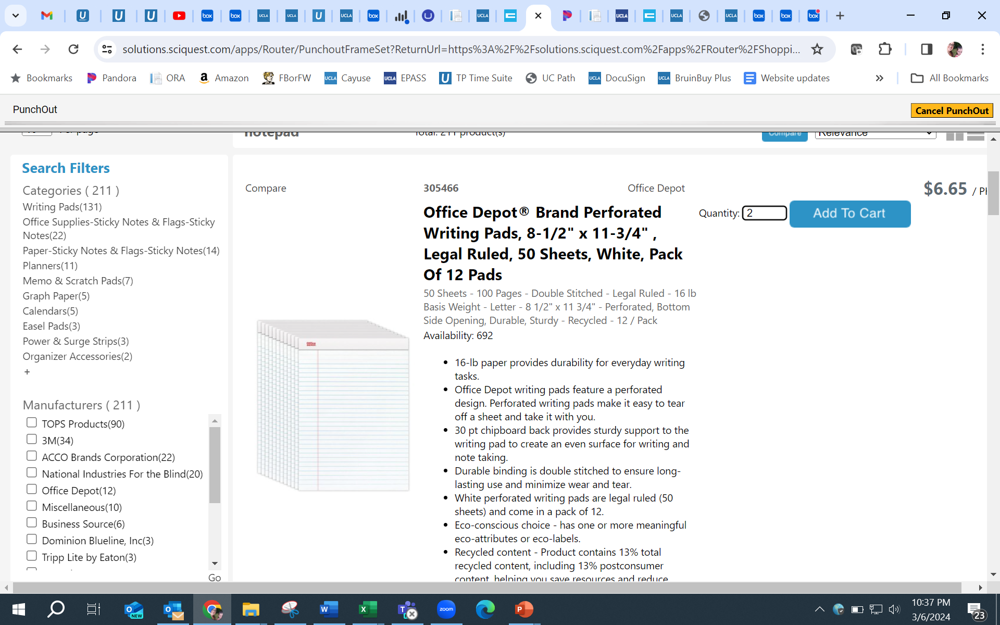 solutions.sciquest.com/apps/Router/PunchoutFrameSet?ReturnUrl=https%3A%2F%2Fsolutions.sciquest.com%2Fapps%2FRouter%2FShoppi...
Bookmarks Pandora ORA Amazon FBorFW Cayuse EPASS TP Time Suite UC Path DocuSign BruinBuy Plus Website updates » All Bookmarks
PunchOut
Cancel PunchOut
notepad
Total: 211 product(s)
Compare
Relevance
Search Filters
Categories ( 211 )
Writing Pads(131)
Office Supplies-Sticky Notes & Flags-Sticky
Notes(22)
Paper-Sticky Notes & Flags-Sticky Notes(14)
Planners(11)
Memo & Scratch Pads(7)
Graph Paper(5)
Calendars(5)
Easel Pads(3)
Power & Surge Strips(3)
Organizer Accessories(2)
+
Manufacturers ( 211 )
TOPS Products(90)
3M(34)
ACCO Brands Corporation(22)
National Industries For the Blind(20)
Office Depot(12)
Miscellaneous(10)
Business Source(6)
Dominion Blueline, Inc(3)
Tripp Lite by Eaton(3)
Go
Compare
305466
Office Depot
$6.65 /
Office Depot® Brand Perforated
Writing Pads, 8-1/2" x 11-3/4" ,
Legal Ruled, 50 Sheets, White, Pack
Of 12 Pads
Quantity: 2
Add To Cart
50 Sheets - 100 Pages - Double Stitched - Legal Ruled - 16 lb
Basis Weight - Letter - 8 1/2" x 11 3/4" - Perforated, Bottom
Side Opening, Durable, Sturdy - Recycled - 12 / Pack
Availability: 692
Office DEPOT
• 16-lb paper provides durability for everyday writing
tasks.
• Office Depot writing pads feature a perforated
design. Perforated writing pads make it easy to tear
off a sheet and take it with you.
• 30 pt chipboard back provides sturdy support to the
writing pad to create an even surface for writing and
note taking.
• Durable binding is double stitched to ensure long-
lasting use and minimize wear and tear.
• White perforated writing pads are legal ruled (50
sheets) and come in a pack of 12.
• Eco-conscious choice - has one or more meaningful
eco-attributes or eco-labels.
• Recycled content - Product contains 13% total
recycled content, including 13% postconsumer
content, helping you save resources and reduce
10:37 PM
3/6/2024
23